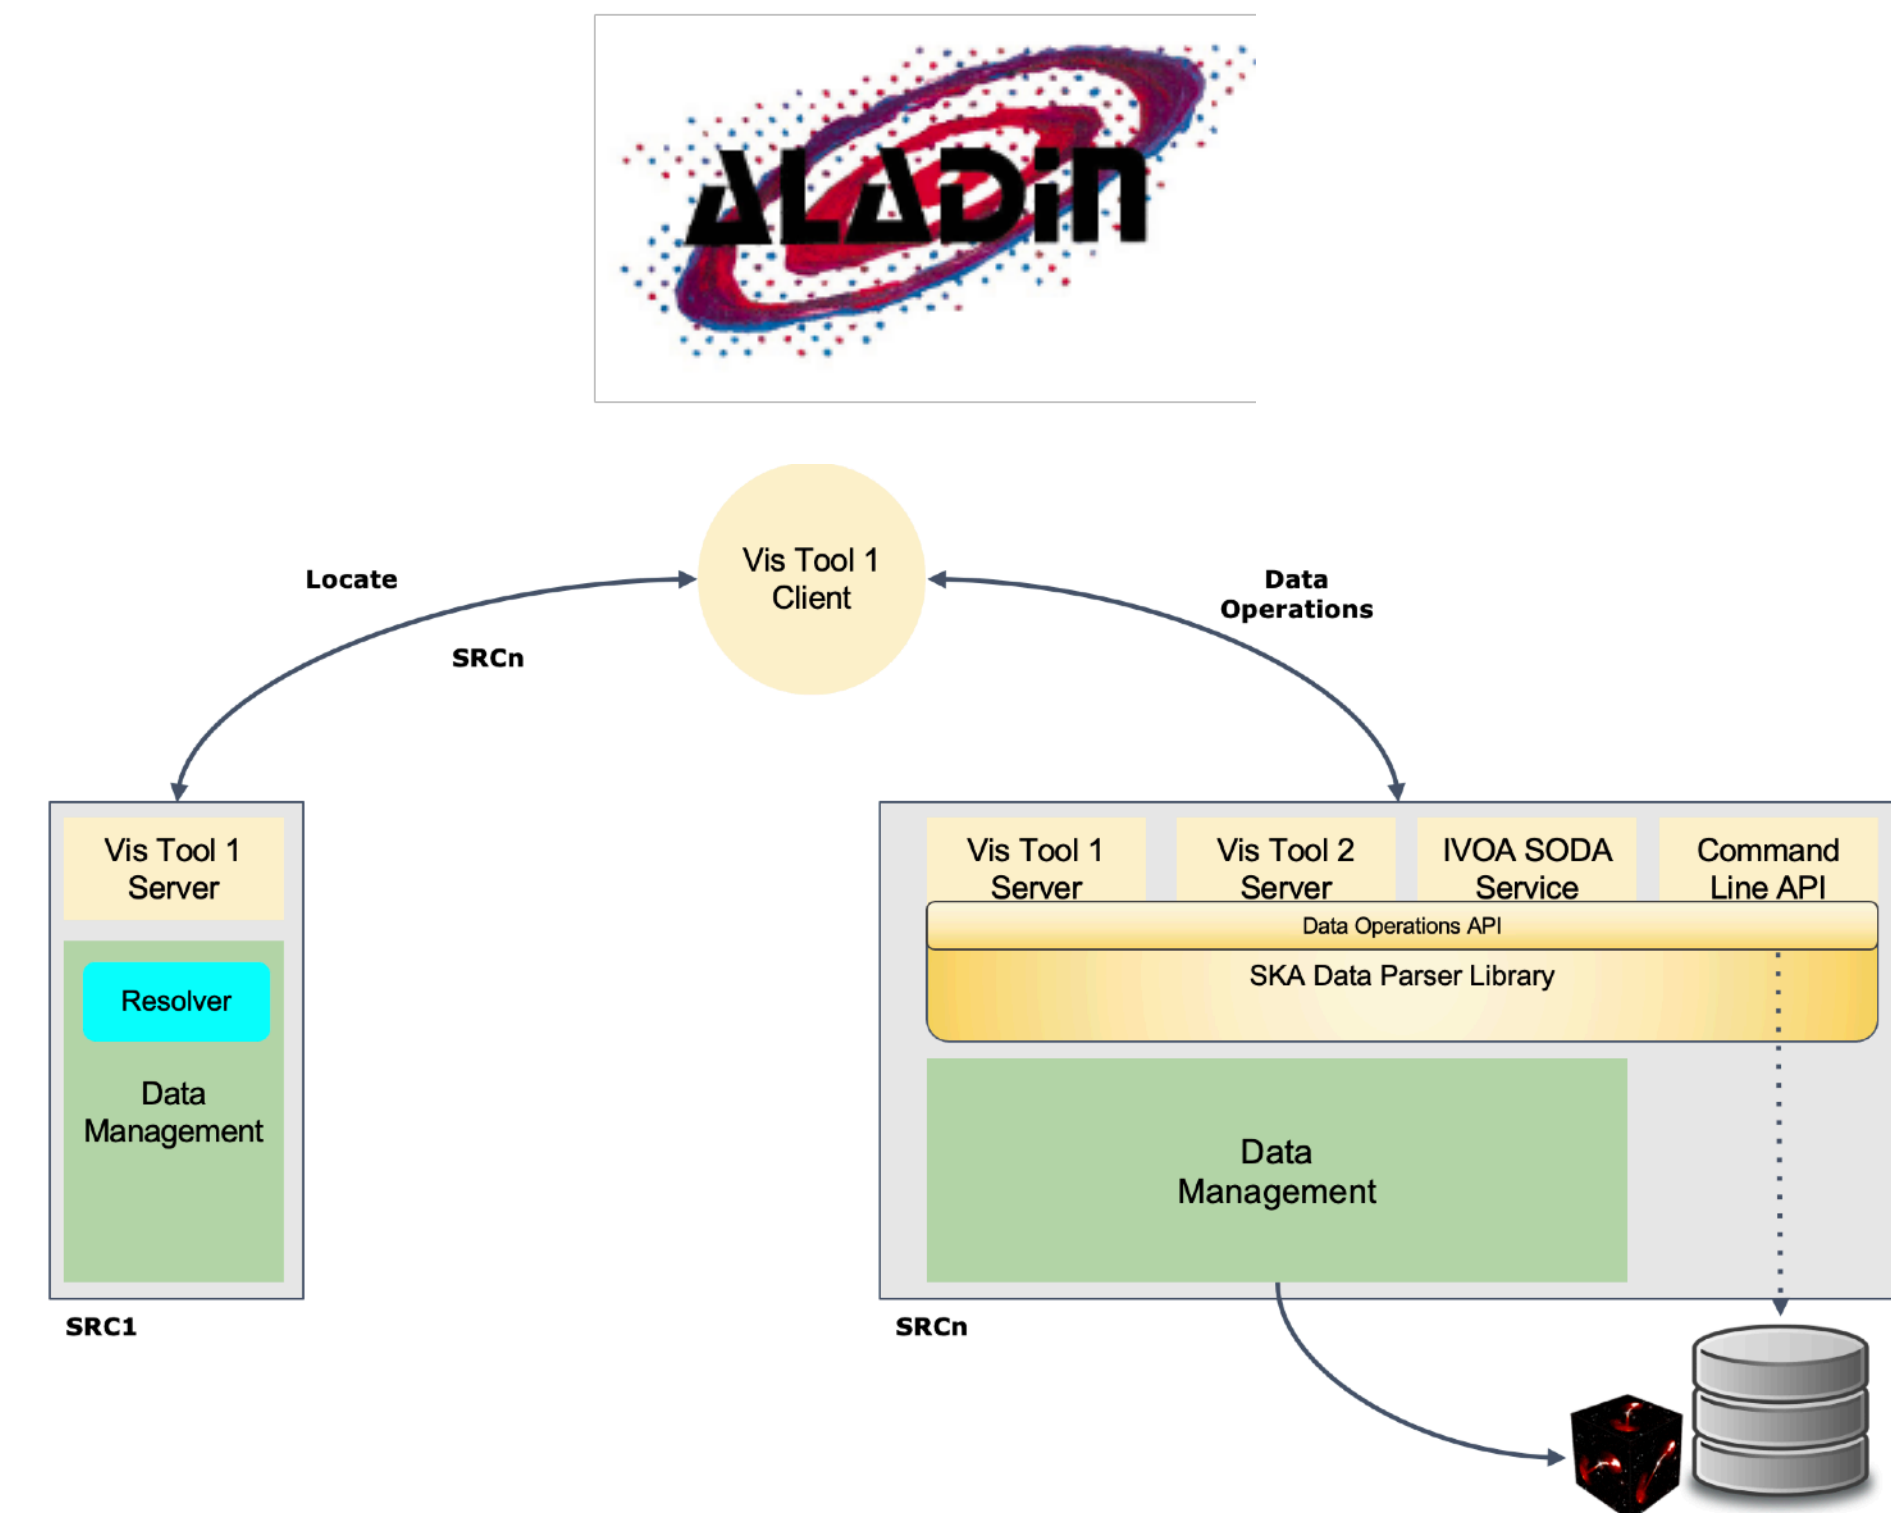 ALADiN
Vis Tool 1
Client
Locate
SRCn
Data
Operations
Vis Tool 1
Server
Resolver
Data
Management
SRC1
Vis Tool 1
Server
Vis Tool 2
Server
IVOA SODA
Service
Command
Line API
Data Operations API
SKA Data Parser Library
Data
Management
SRCn